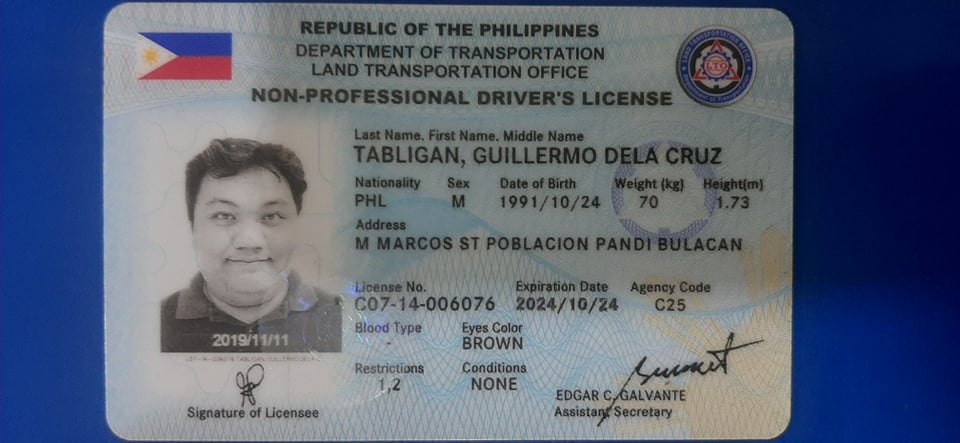 REPUBLIC OF THE PHILIPPINES
DEPARTMENT OF TRANSPORTATION
LAND TRANSPORTATION OFFICE
NON-PROFESSIONAL DRIVER'S LICENSE
LTO
Last Name. First Name. Middle Name
TABLIGAN, GUILLERMO DELA CRUZ
Nationality Sex Date of Birth Weight (kg) Height(m)
PHL M 1991/10/24 70 1.73
Address
M MARCOS ST POBLACION PANDI BULACAN
License No. Expiration Date Agency Code
C07-14-006076 2024/10/24 C25
Blood Type Eyes Color
- BROWN
Restrictions Conditions
1,2 NONE
2019/11/11
Signature of Licensee
EDGAR C. GALVANTE
Assistant Secretary